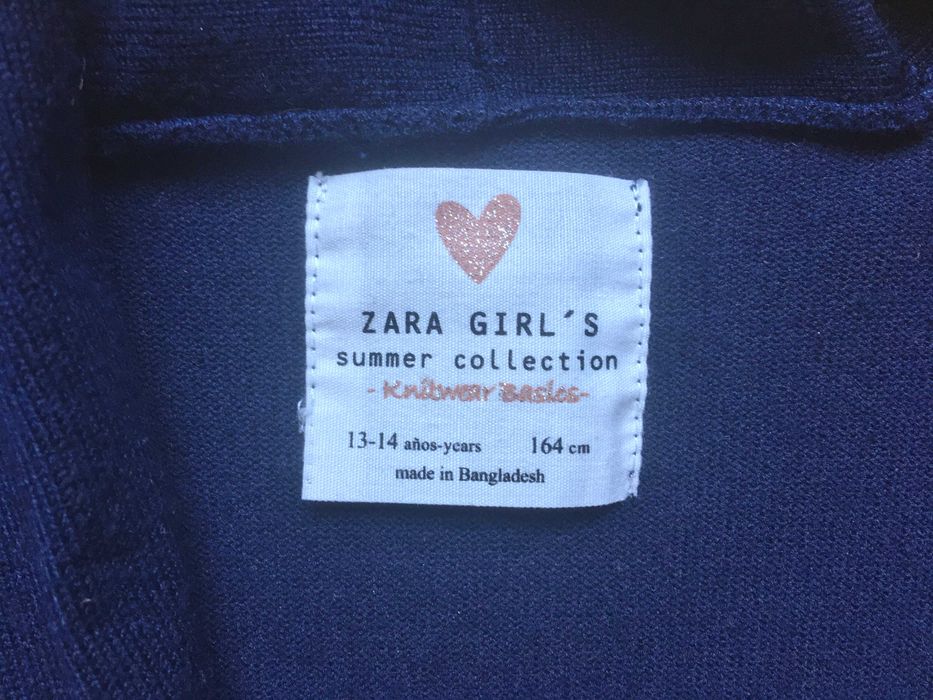 ZARA GIRL´S
summer collection
-Knitwear Basics-
13-14 años-years 164 cm
made in Bangladesh